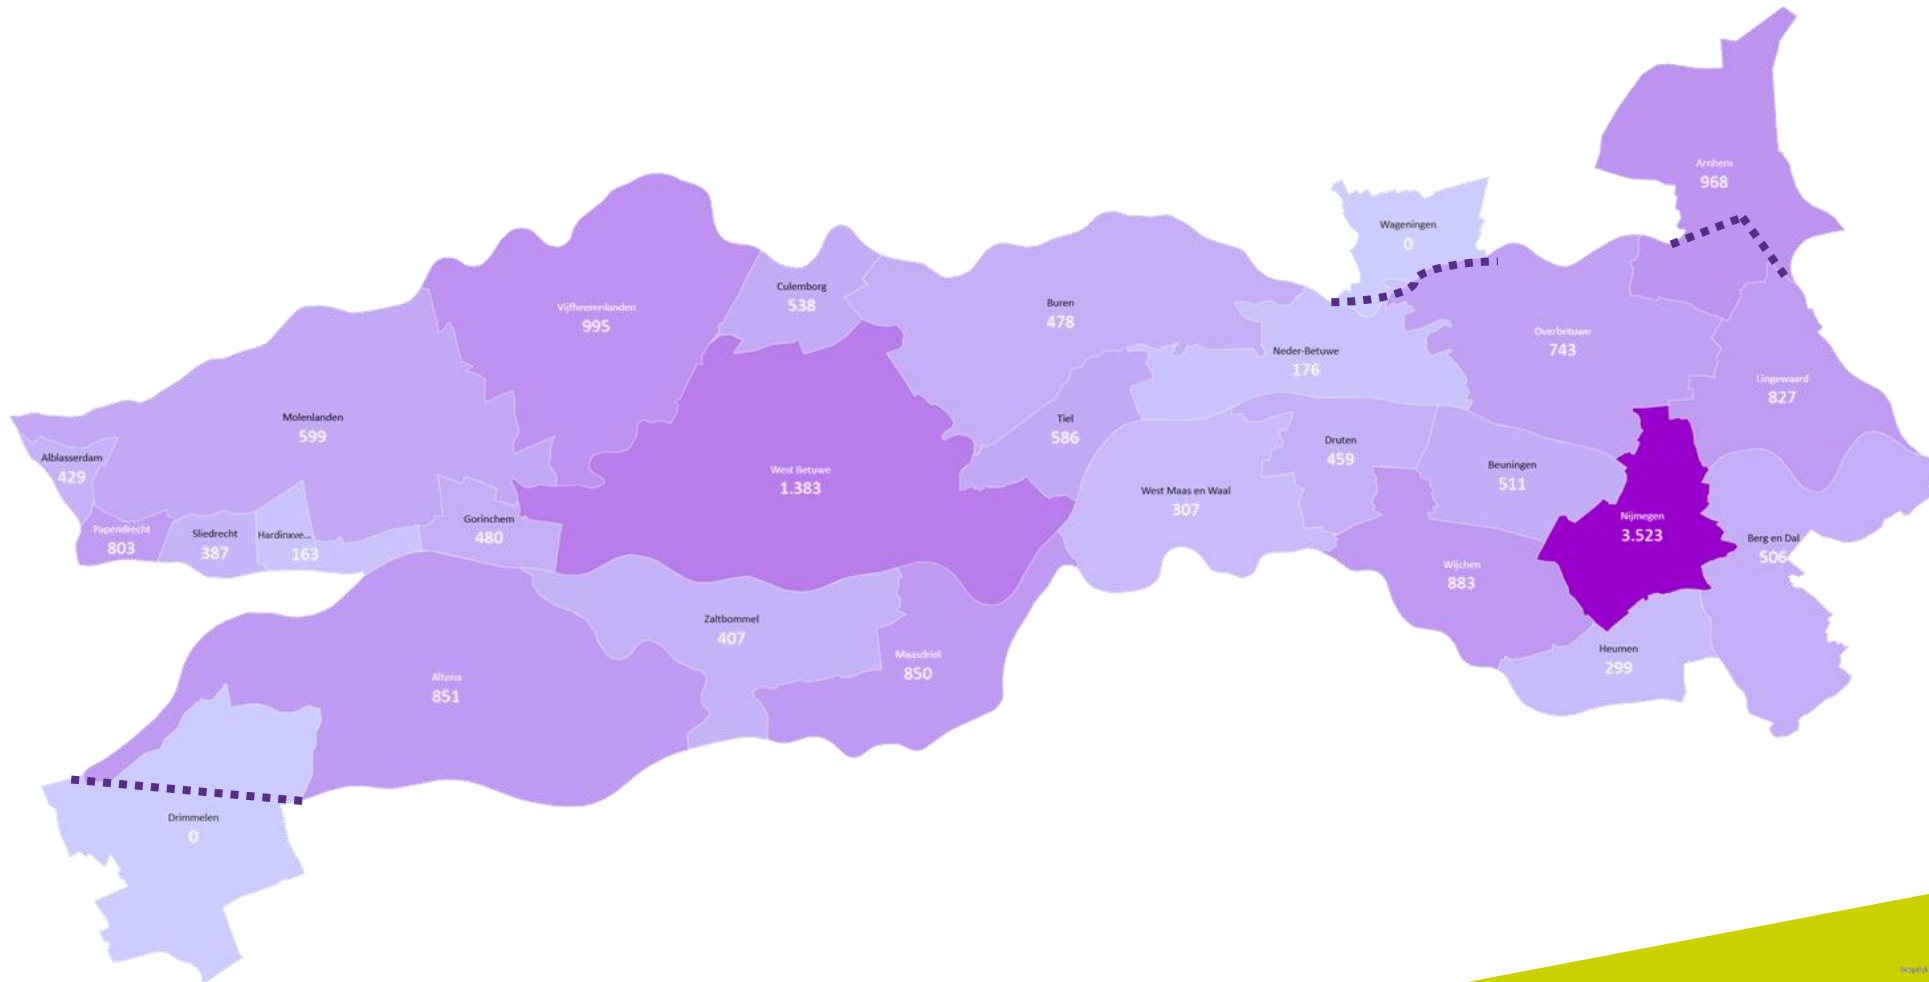 Arnhem
968
Wageningen
0
Vijfheerenlanden
995
Culemborg
538
Buren
478
Neder-Betuwe
176
Overbetuwe
743
Lingewaard
827
Molenlanden
599
Tiel
586
Druten
459
Alblasserdam
429
West Betuwe
1.383
West Maas en Waal
307
Beuningen
511
Papendrecht
803
Sliedrecht
387
Hardinxve...
163
Gorinchem
480
Nijmegen
3.523
Berg en Dal
506
Wijchen
883
Zaltbommel
407
Maasdriel
850
Heumen
299
Altena
851
Drimmelen
0